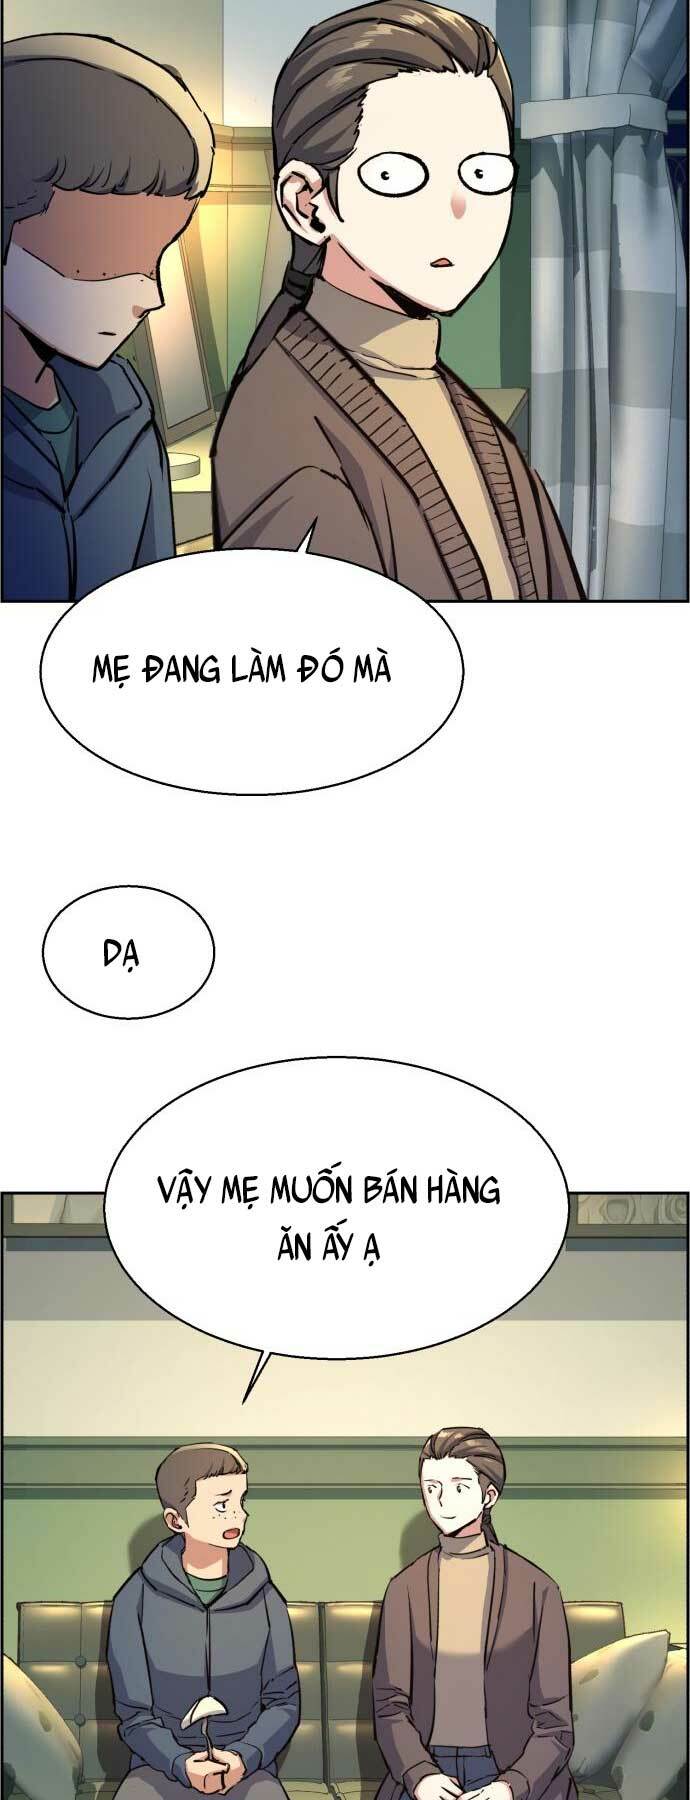 MẸ ĐANG LÀM ĐÓ MÀ
DẠ
VẬY MẸ MUỐN BÁN HÀNG
ĂN ẤY Ạ